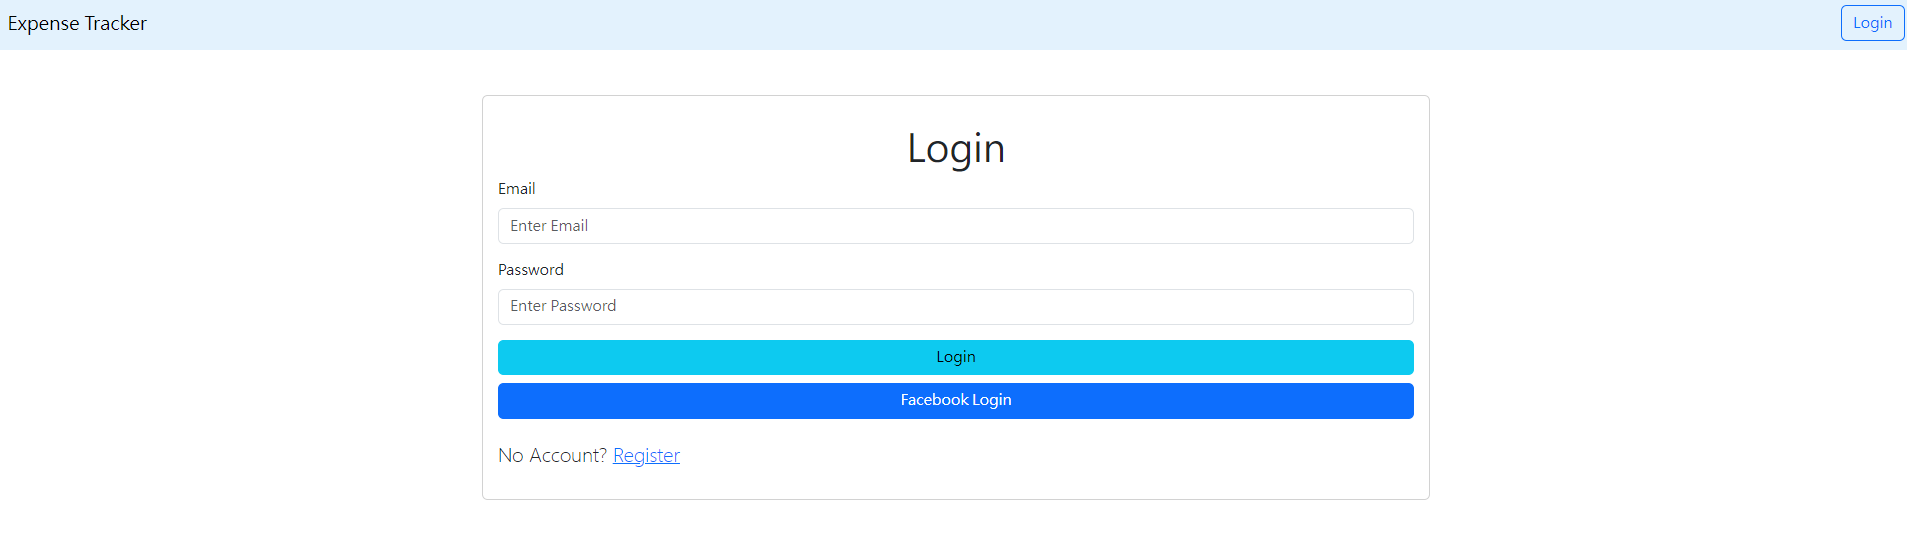 Expense Tracker
Login
Login
Email
Enter Email
Password
Enter Password
Login
Facebook Login
No Account? Register